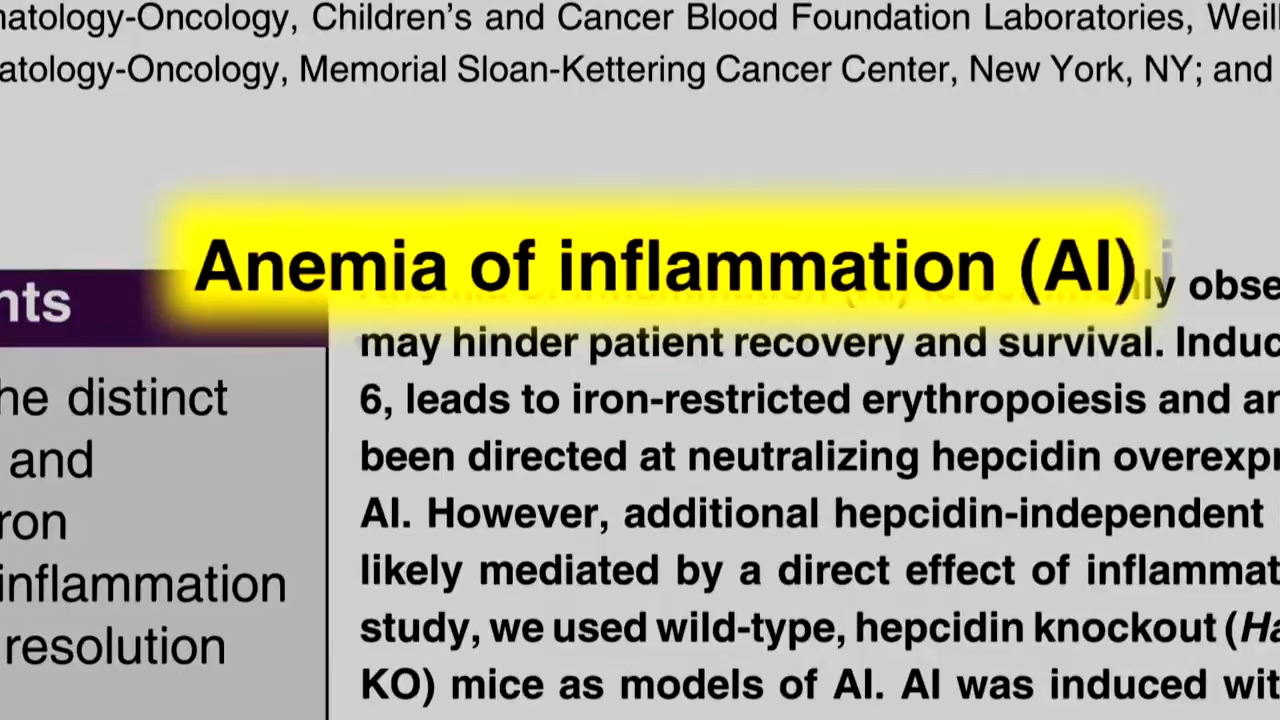 atology-Oncology, Children's and Cancer Blood Foundation Laboratories, Weill
atology-Oncology, Memorial Sloan-Kettering Cancer Center, New York, NY; and
Anemia of inflammation (AI)
ly obse
may hinder patient recovery and survival. Induc
6, leads to iron-restricted erythropoiesis and an
been directed at neutralizing hepcidin overexpr
AI. However, additional hepcidin-independent
likely mediated by a direct effect of inflammat
study, we used wild-type, hepcidin knockout (Ha
KO) mice as models of AI. AI was induced wit
nts
he distinct
and
ron
inflammation
resolution